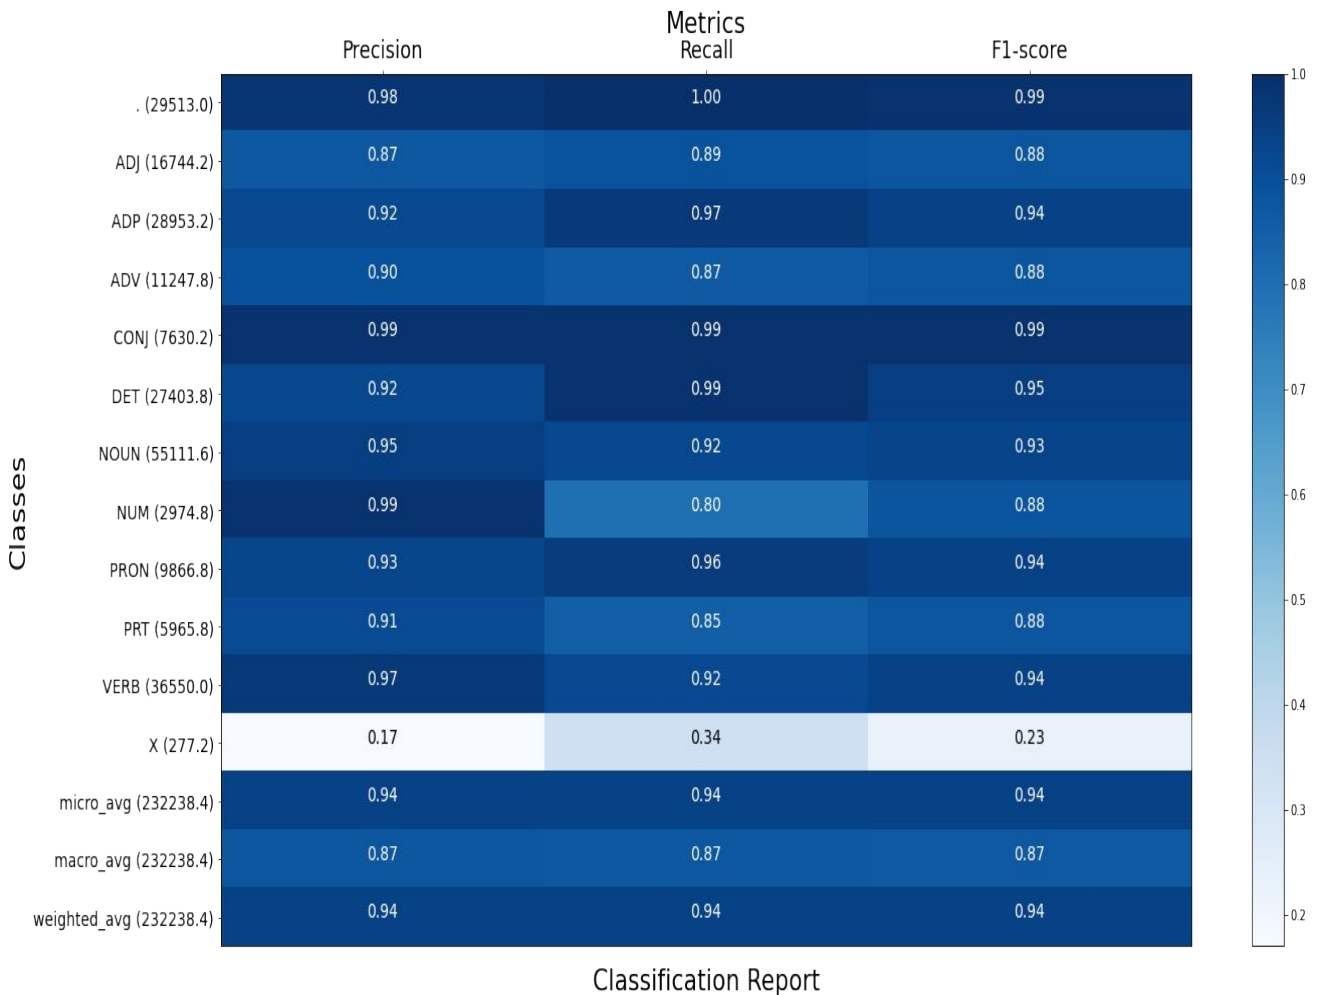 Metrics
Precision Recall F1-score
. (29513.0) 0.98 1.00 0.99
ADJ (16744.2) 0.87 0.89 0.88
ADP (28953.2) 0.92 0.97 0.94
ADV (11247.8) 0.90 0.87 0.88
CONJ (7630.2) 0.99 0.99 0.99
DET (27403.8) 0.92 0.99 0.95
NOUN (55111.6) 0.95 0.92 0.93
NUM (2974.8) 0.99 0.80 0.88
PRON (9866.8) 0.93 0.96 0.94
PRT (5965.8) 0.91 0.85 0.88
VERB (36550.0) 0.97 0.92 0.94
X (277.2) 0.17 0.34 0.23
micro_avg (232238.4) 0.94 0.94 0.94
macro_avg (232238.4) 0.87 0.87 0.87
weighted_avg (232238.4) 0.94 0.94 0.94
Classes
Classification Report
1.0
0.9
0.8
0.7
0.6
0.5
0.4
0.3
0.2